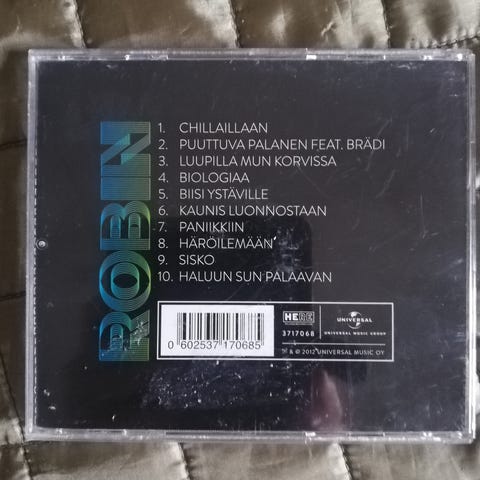 ROBIN
1. CHILLAILLAAN
2. PUUTTUVA PALANEN FEAT. BRÄDI
3. LUUPILLA MUN KORVISSA
4. BIOLOGIAA
5. BIISI YSTÄVILLE
6. KAUNIS LUONNOSTAAN
7. PANIIKKIIN
8. HÄRÖILEMÄÄN
9. SISKO
10. HALUUN SUN PALAAVAN
0 602537 170685
HERE
3717068
UNIVERSAL
UNIVERSAL MUSIC GROUP
℗ & © 2012 UNIVERSAL MUSIC OY